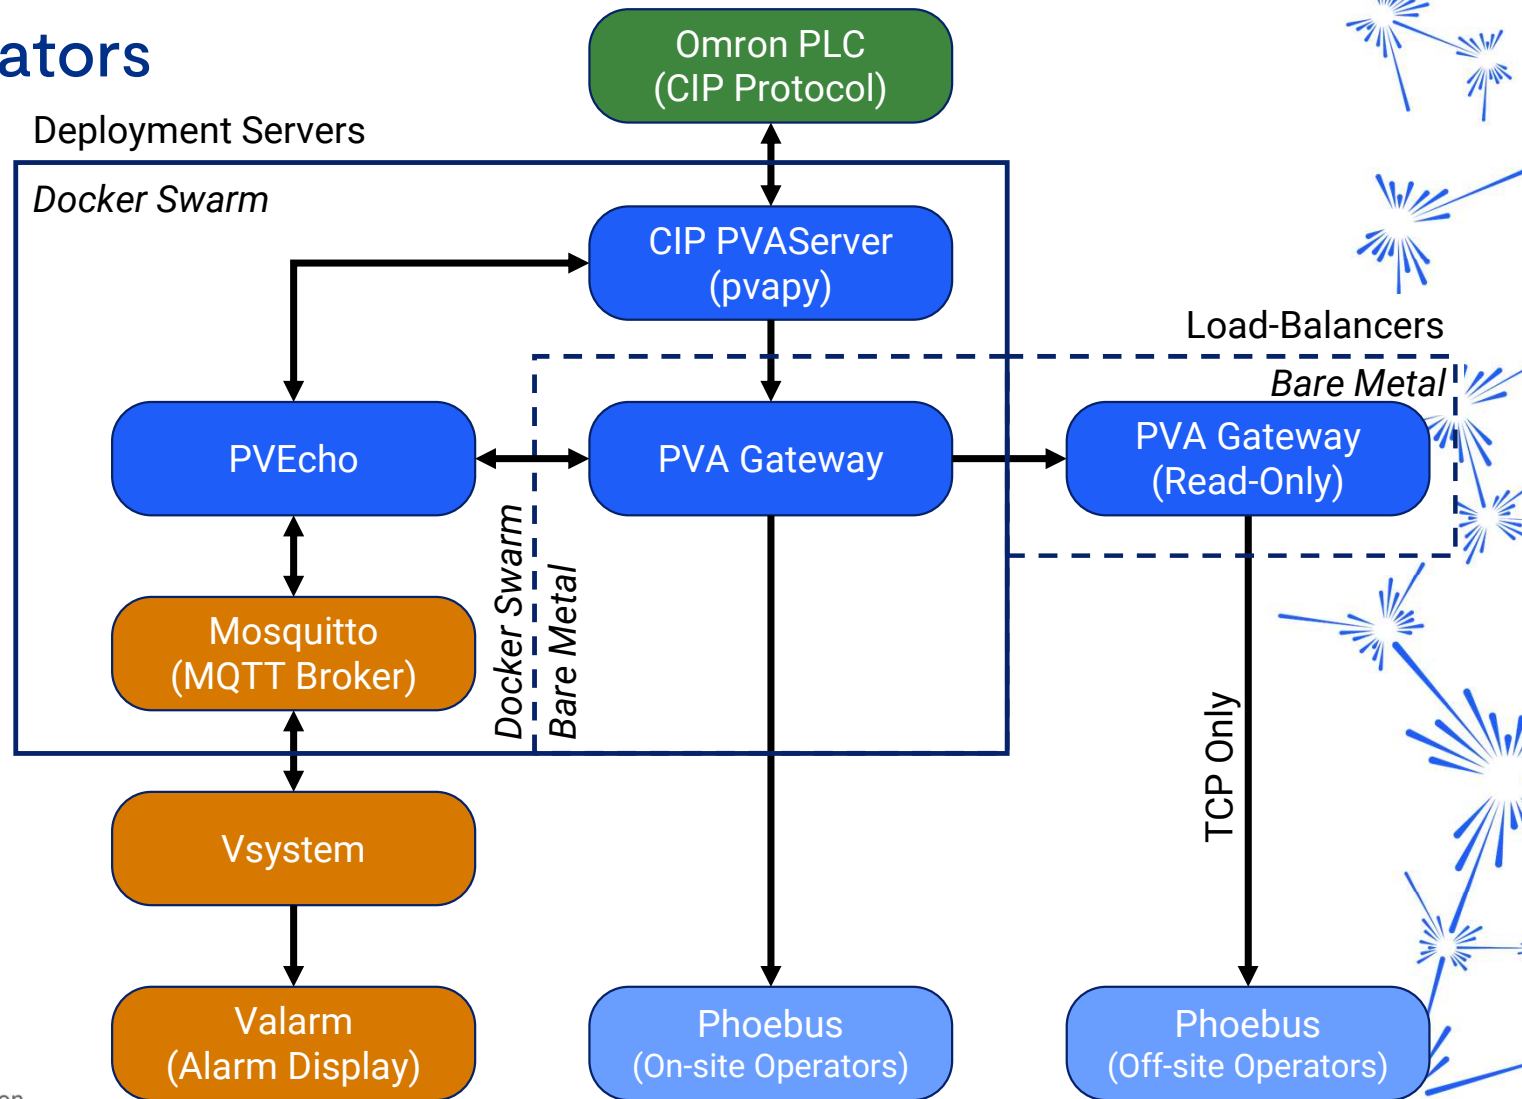 ators
Omron PLC
(CIP Protocol)
Deployment Servers
Docker Swarm
CIP PVAServer
(pvapy)
Load-Balancers
Bare Metal
PVEcho
PVA Gateway
PVA Gateway
(Read-Only)
Docker Swarm
Bare Metal
Mosquitto
(MQTT Broker)
TCP Only
Vsystem
Valarm
(Alarm Display)
Phoebus
(On-site Operators)
Phoebus
(Off-site Operators)